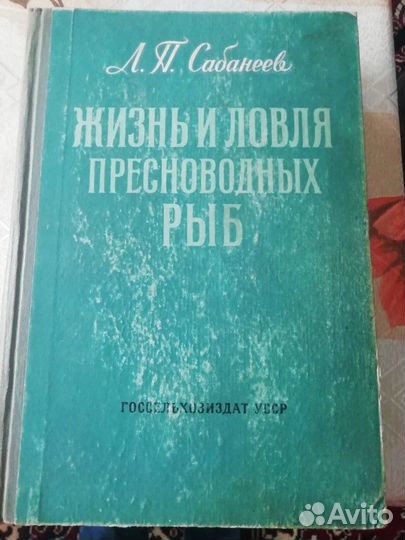 Л. П. Сабанеев
ЖИЗНЬ И ЛОВЛЯ
ПРЕСНОВОДНЫХ
РЫБ
ГОССЕЛЬХОЗИЗДАТ УССР
Avito